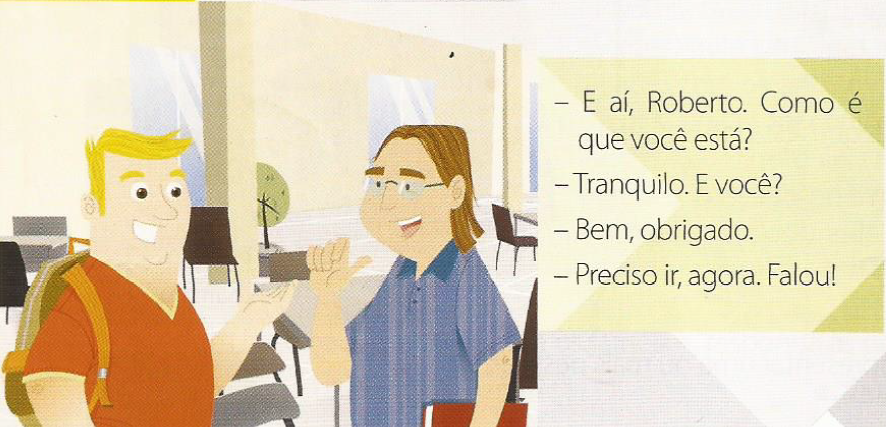 – E aí, Roberto. Como é
que você está?
– Tranquilo. E você?
– Bem, obrigado.
– Preciso ir, agora. Falou!